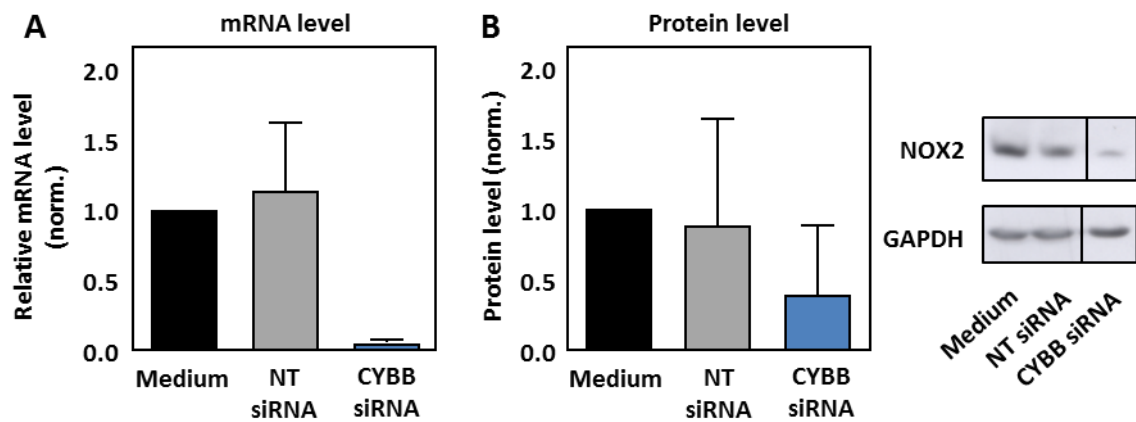 A
mRNA level
Relative mRNA level
(norm.)
2.0
1.5
1.0
0.5
0.0
Medium
NT
siRNA
CYBB
siRNA
B
Protein level
Protein level (norm.)
2.0
1.5
1.0
0.5
0.0
Medium
NT
siRNA
CYBB
siRNA
NOX2
GAPDH
Medium
NT siRNA
CYBB siRNA